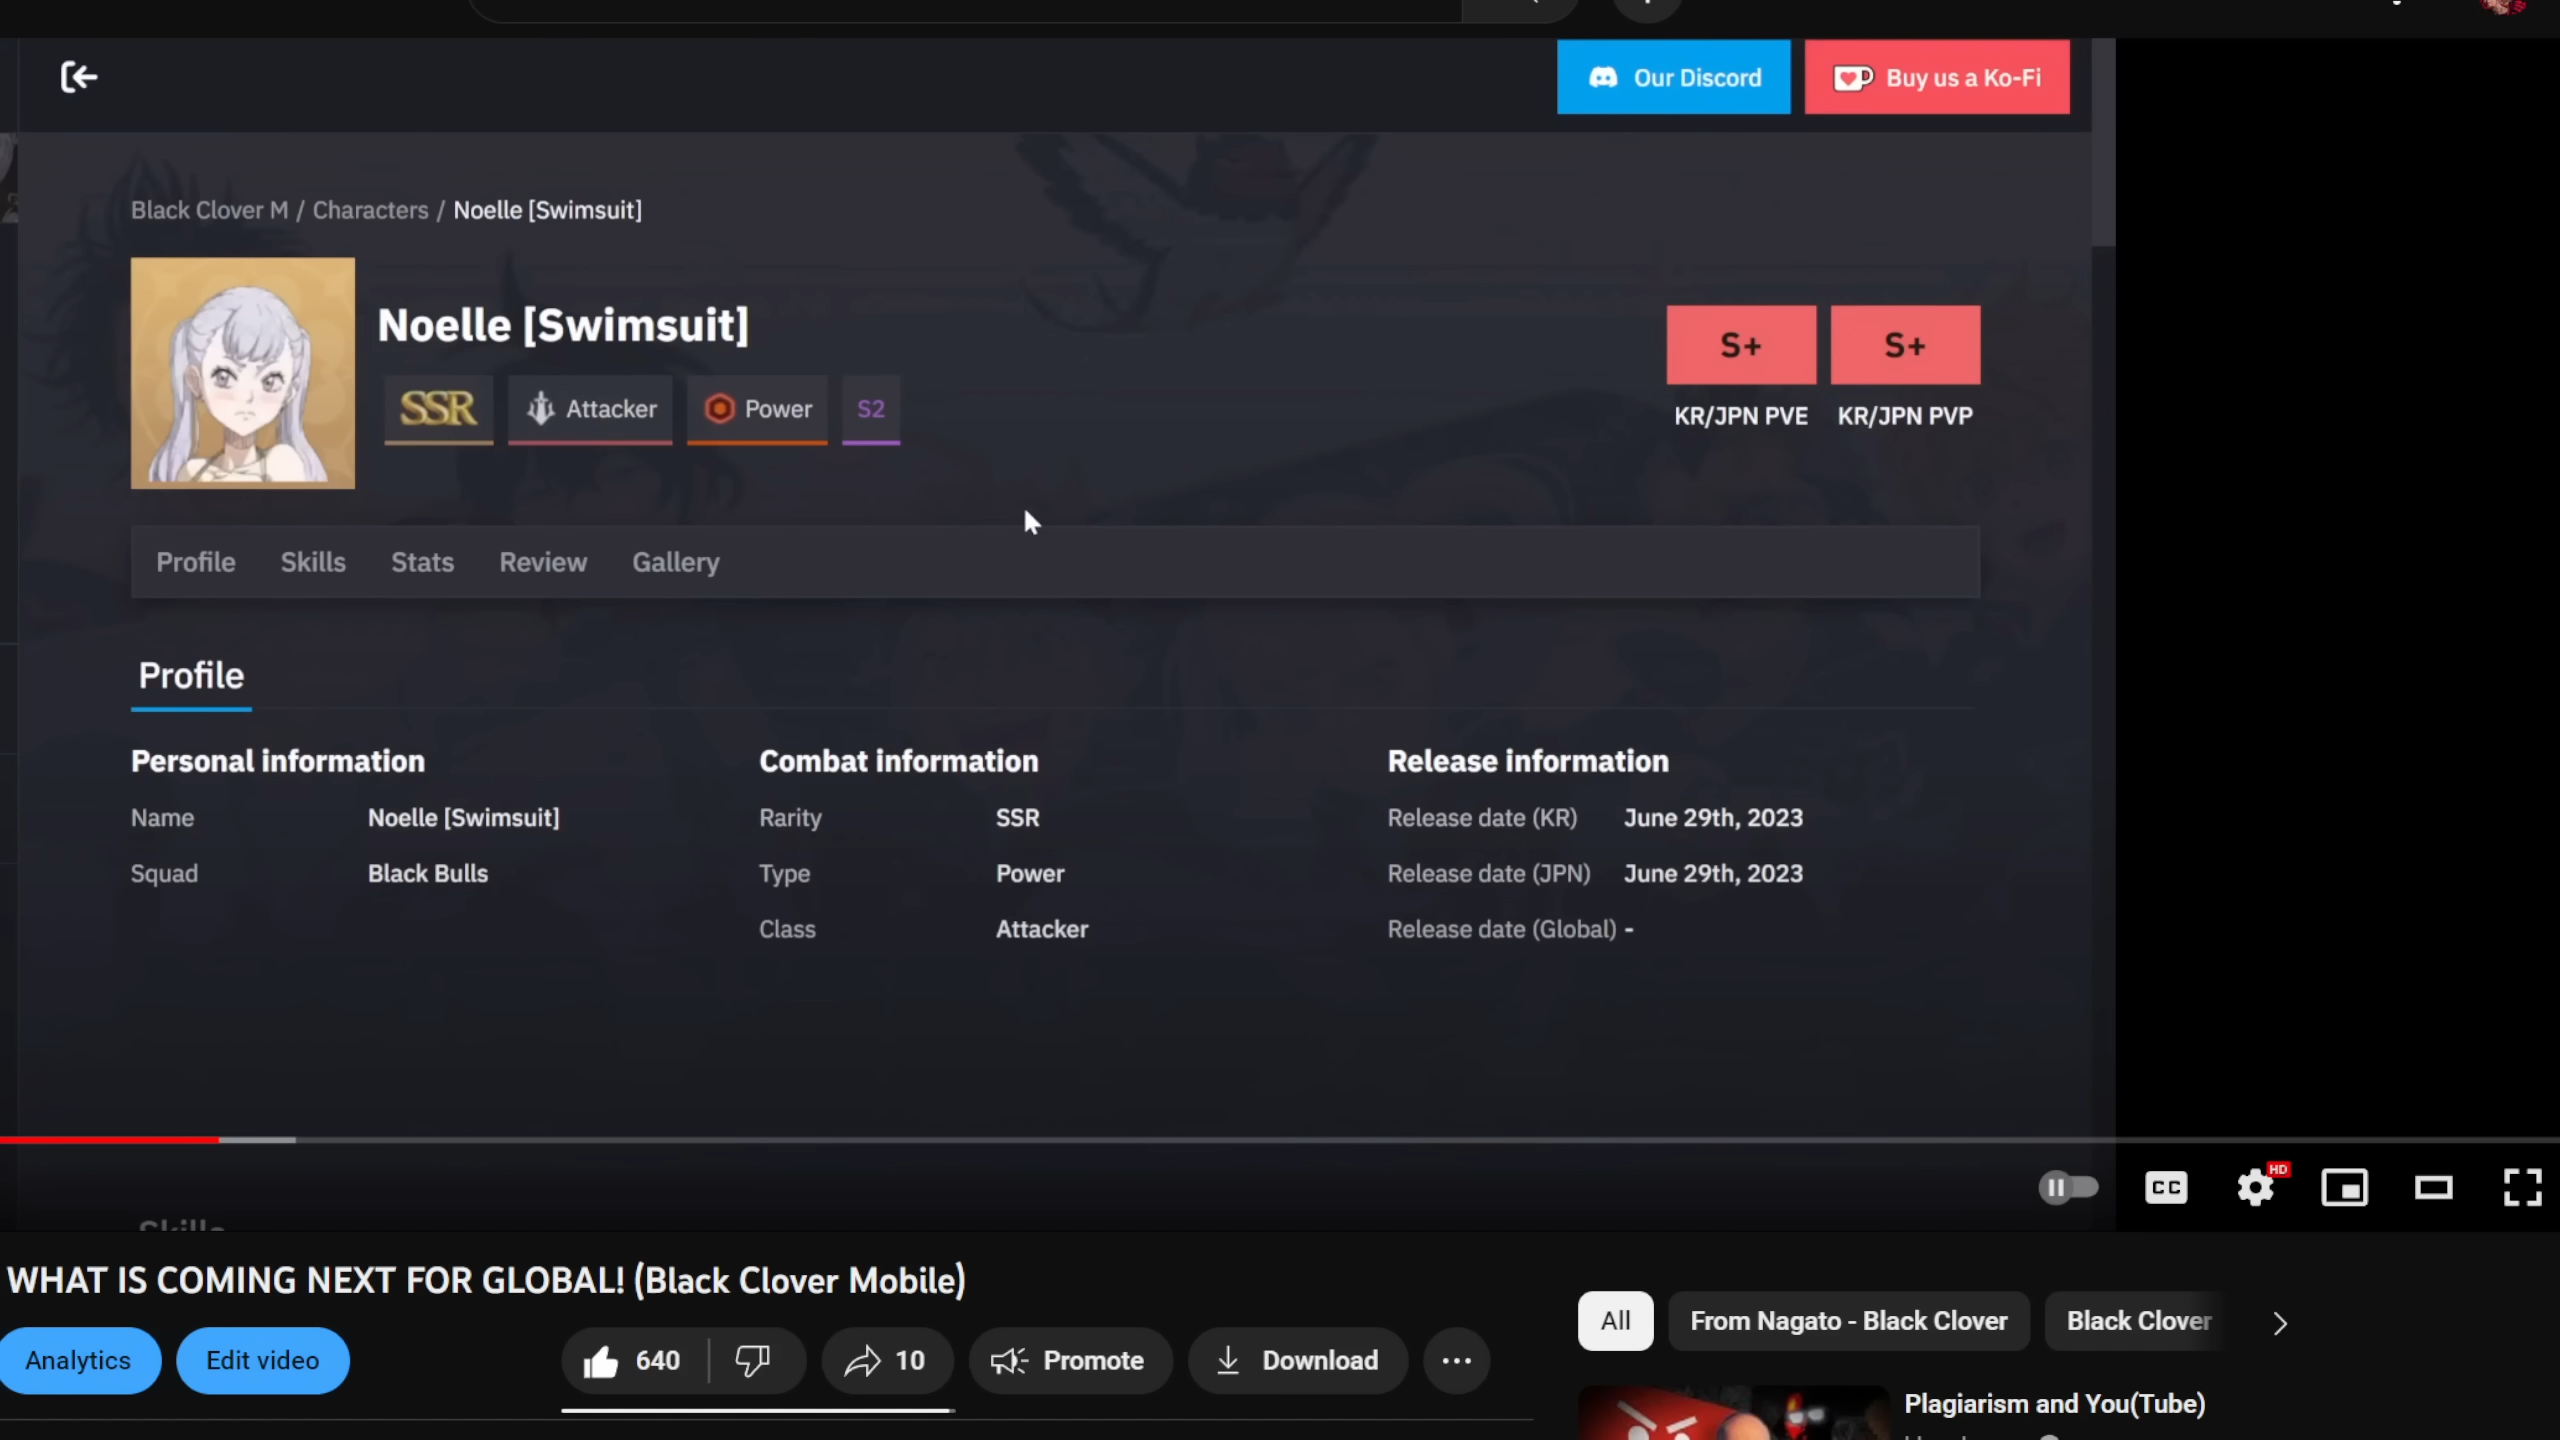 Our Discord
Buy us a Ko-Fi
Black Clover M / Characters / Noelle [Swimsuit]
Noelle [Swimsuit]
SSR
Attacker
Power
S2
S+
S+
KR/JPN PVE
KR/JPN PVP
Profile
Skills
Stats
Review
Gallery
Profile
Personal information
Name Noelle [Swimsuit]
Squad Black Bulls
Combat information
Rarity SSR
Type Power
Class Attacker
Release information
Release date (KR) June 29th, 2023
Release date (JPN) June 29th, 2023
Release date (Global) -
Skills
CC
HD
WHAT IS COMING NEXT FOR GLOBAL! (Black Clover Mobile)
Analytics
Edit video
640
10
Promote
Download
All
From Nagato - Black Clover
Black Clover
Plagiarism and You(Tube)